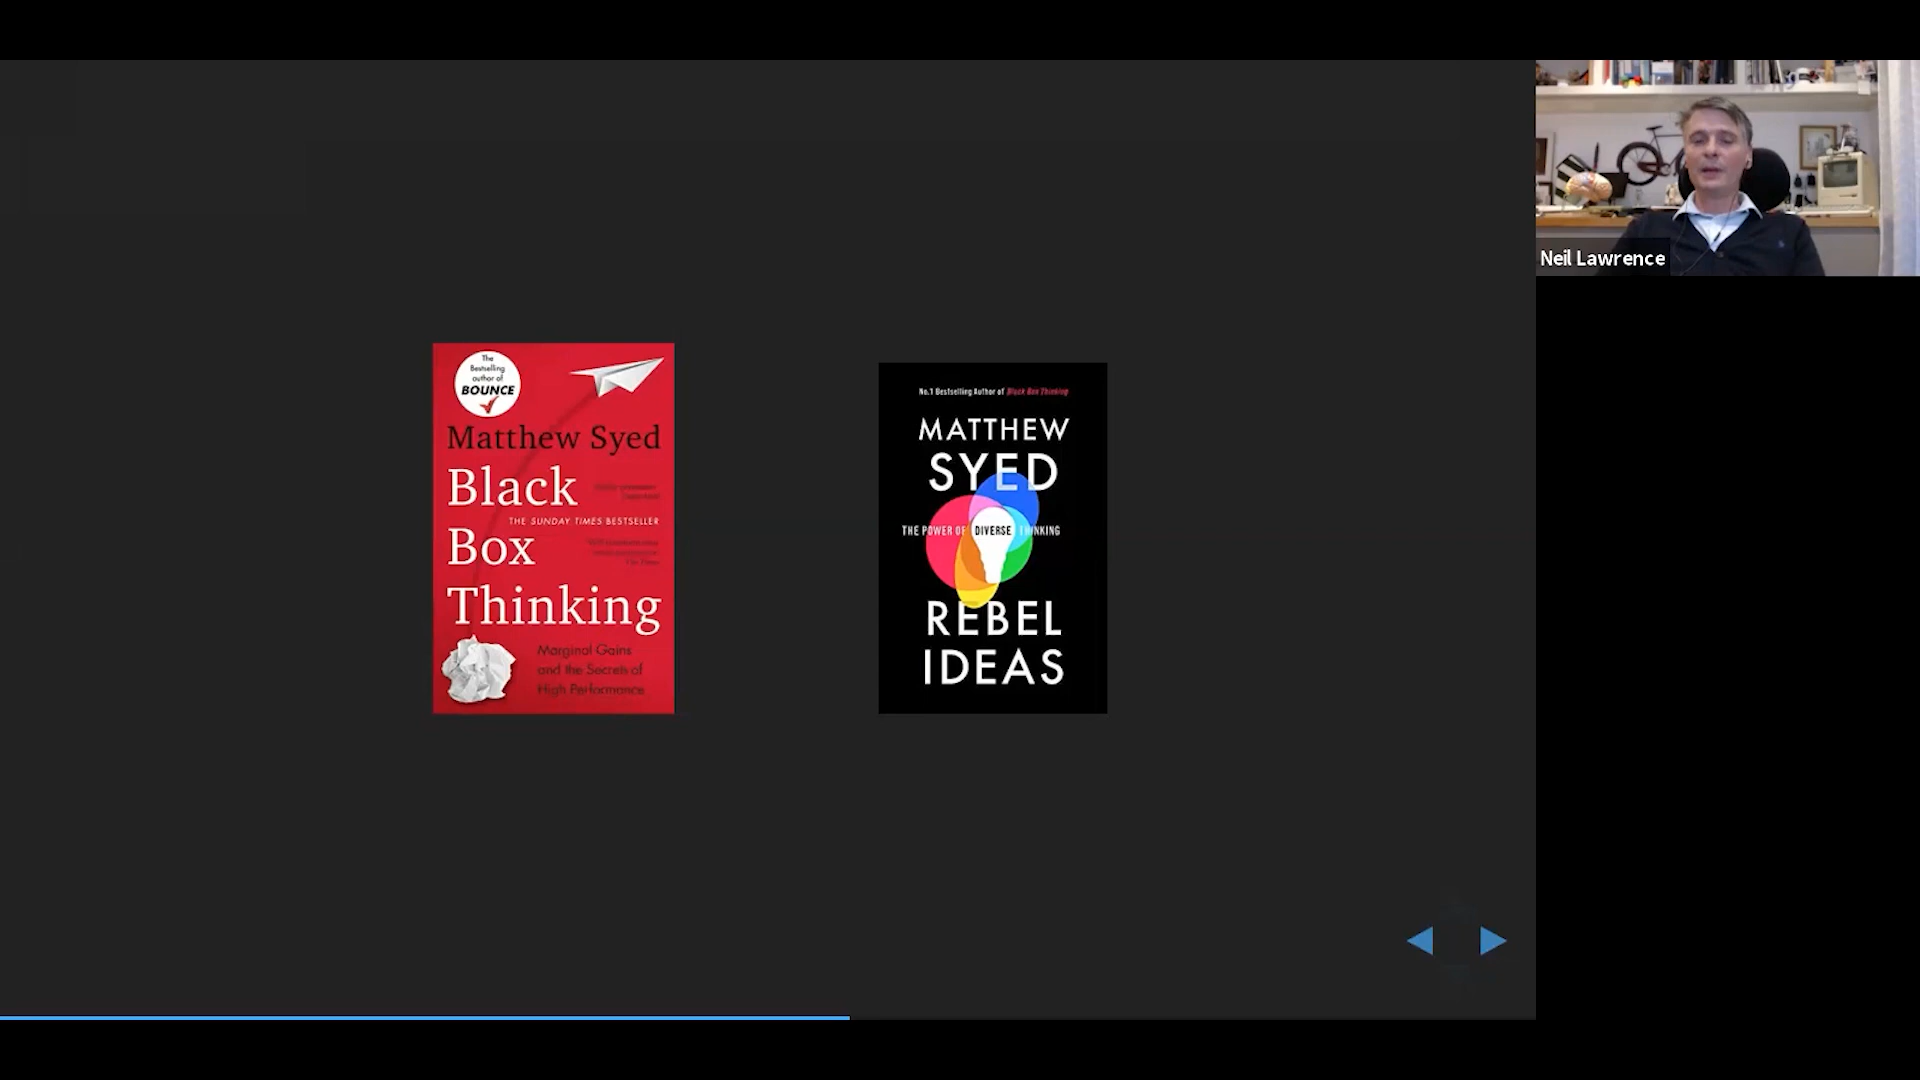 The
Bestselling
author of
BOUNCE
Matthew Syed
Black
THE SUNDAY TIMES BESTSELLER
Box
Thinking
Marginal Gains
and the Secrets of
High Performance
No.1 Bestselling Author of Black Box Thinking
MATTHEW
SYED
THE POWER OF DIVERSE THINKING
REBEL
IDEAS
Neil Lawrence